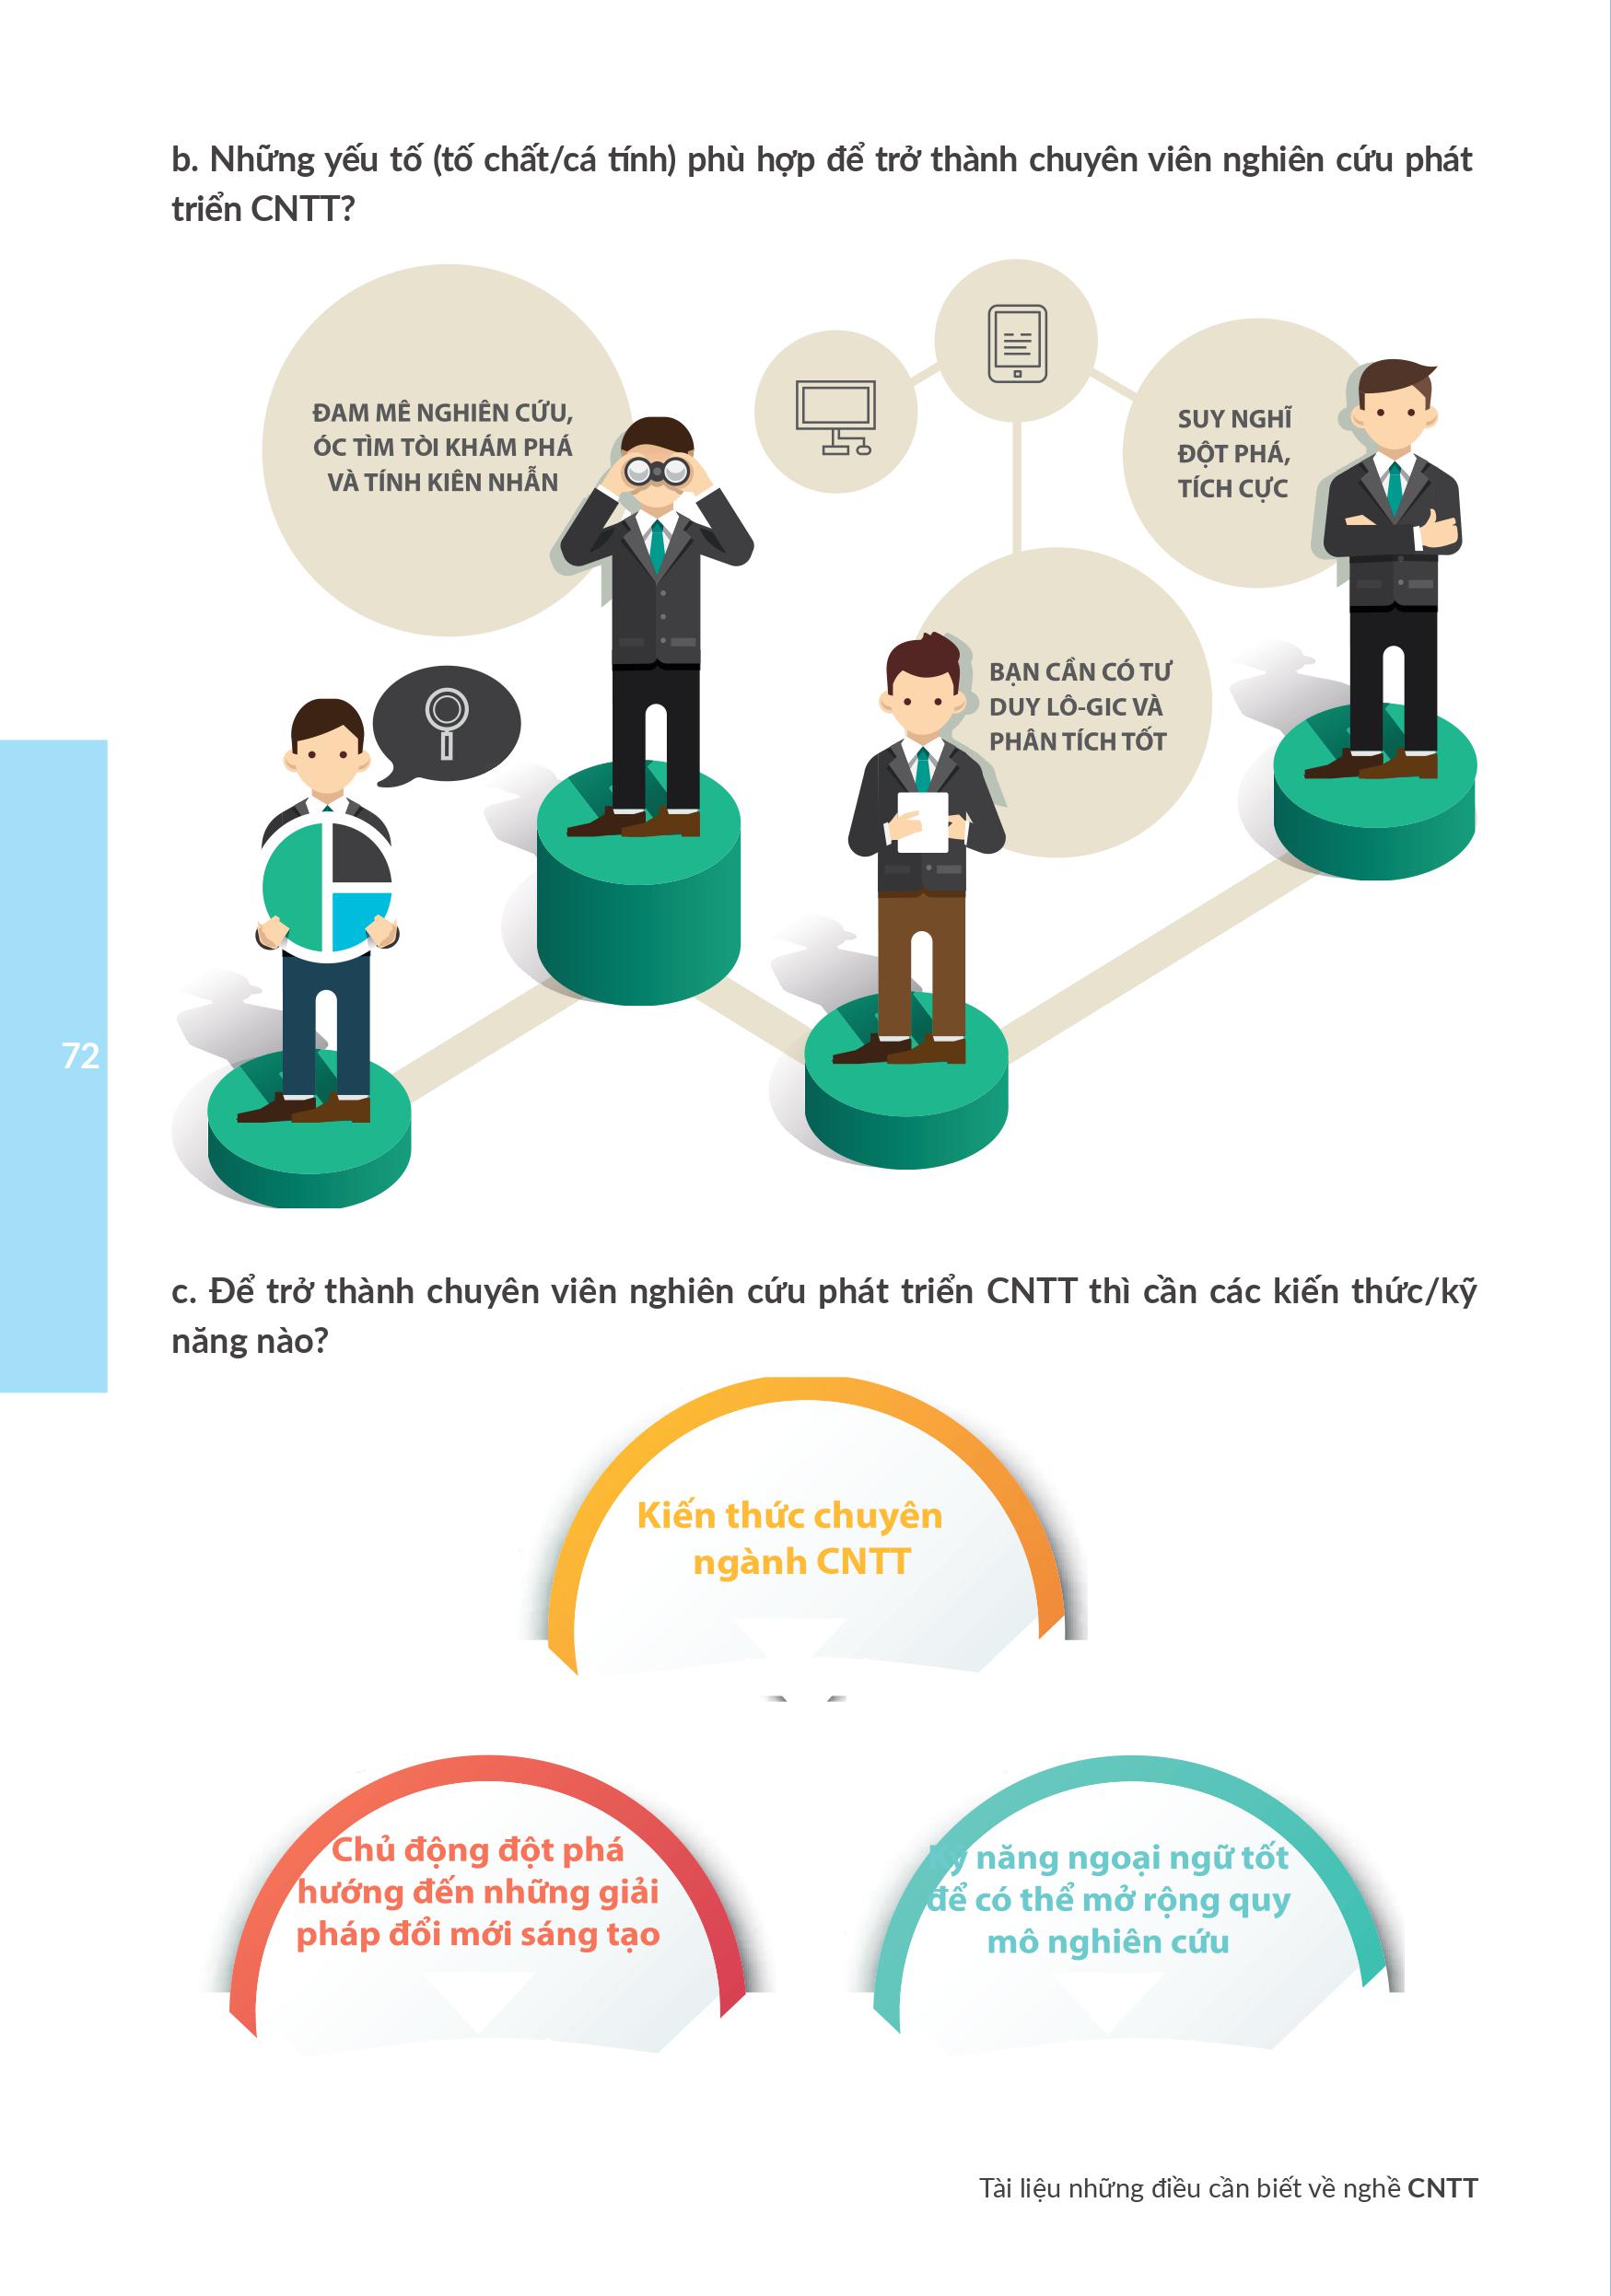 b. Những yếu tố (tố chất/cá tính) phù hợp để trở thành chuyên viên nghiên cứu phát
triển CNTT?
ĐAM MÊ NGHIÊN CỨU,
ÓC TÌM TÒI KHÁM PHÁ
VÀ TÍNH KIÊN NHẪN
SUY NGHĨ
ĐỘT PHÁ,
TÍCH CỰC
BẠN CẦN CÓ TƯ
DUY LÔ-GIC VÀ
PHÂN TÍCH TỐT
72
c. Để trở thành chuyên viên nghiên cứu phát triển CNTT thì cần các kiến thức/kỹ
năng nào?
Kiến thức chuyên
ngành CNTT
Chủ động đột phá
hướng đến những giải
pháp đổi mới sáng tạo
Kỹ năng ngoại ngữ tốt
để có thể mở rộng quy
mô nghiên cứu
Tài liệu những điều cần biết về nghề CNTT